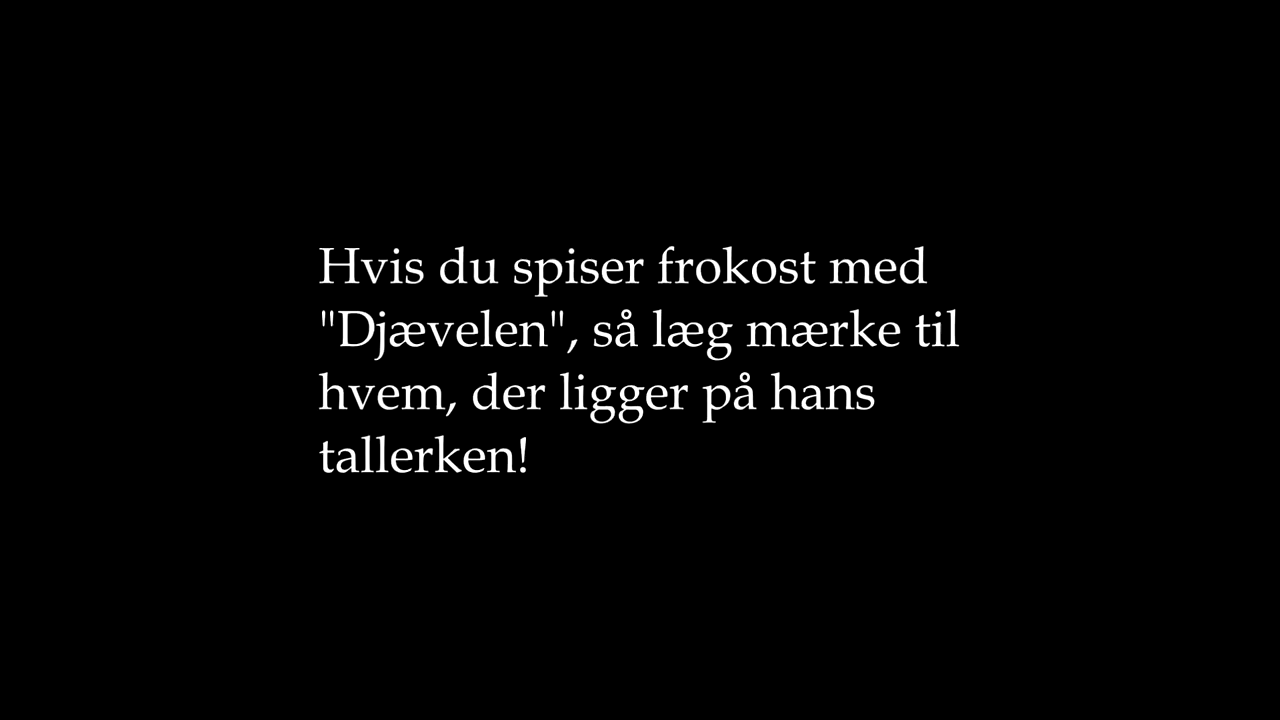 Hvis du spiser frokost med
"Djævelen", så læg mærke til
hvem, der ligger på hans
tallerken!